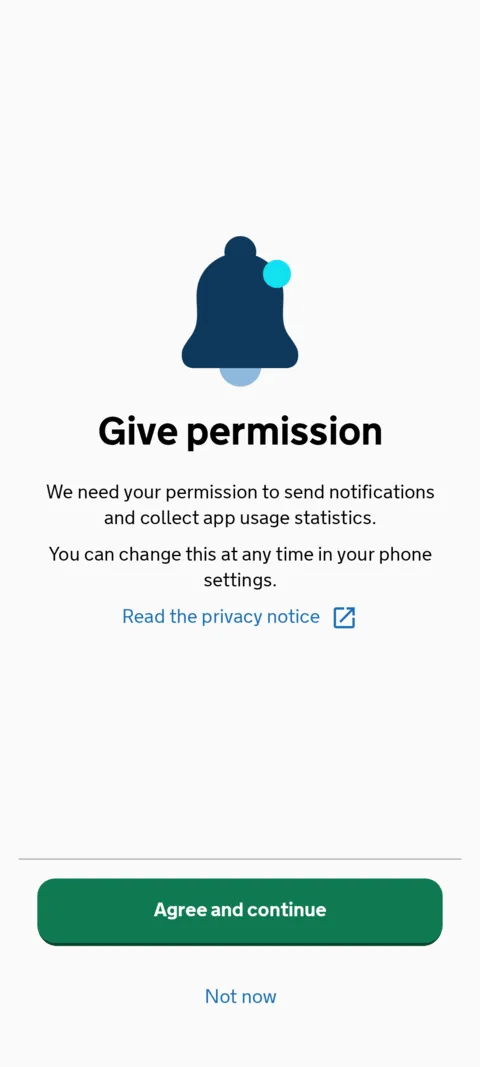 Give permission
We need your permission to send notifications
and collect app usage statistics.
You can change this at any time in your phone
settings.
Read the privacy notice
Agree and continue
Not now